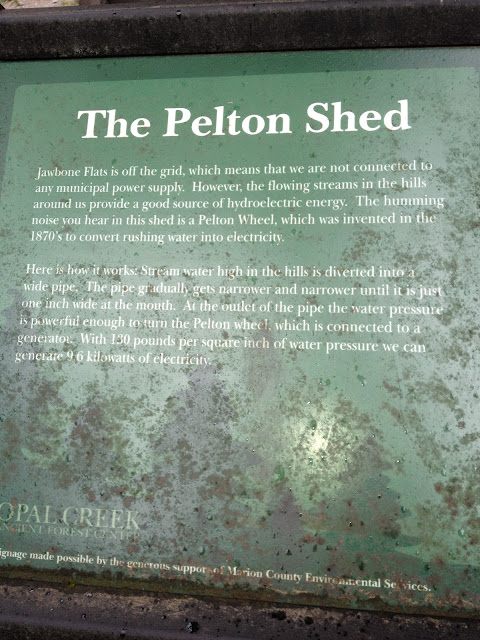 The Pelton Shed
Jawbone Flats is off the grid, which means that we are not connected to
any municipal power supply. However, the flowing streams in the hills
around us provide a good source of hydroelectric energy. The humming
noise you hear in this shed is a Pelton Wheel, which was invented in the
1870's to convert rushing water into electricity.
Here is how it works: Stream water high in the hills is diverted into a
wide pipe. The pipe gradually gets narrower and narrower until it is just
one inch wide at the mouth. At the outlet of the pipe the water pressure
is powerful enough to turn the Pelton wheel, which is connected to a
generator. With 130 pounds per square inch of water pressure we can
generate 9.6 kilowatts of electricity.
OPAL CREEK
ANCIENT FOREST CENTER
ignage made possible by the generous support of Marion County Environmental Services.